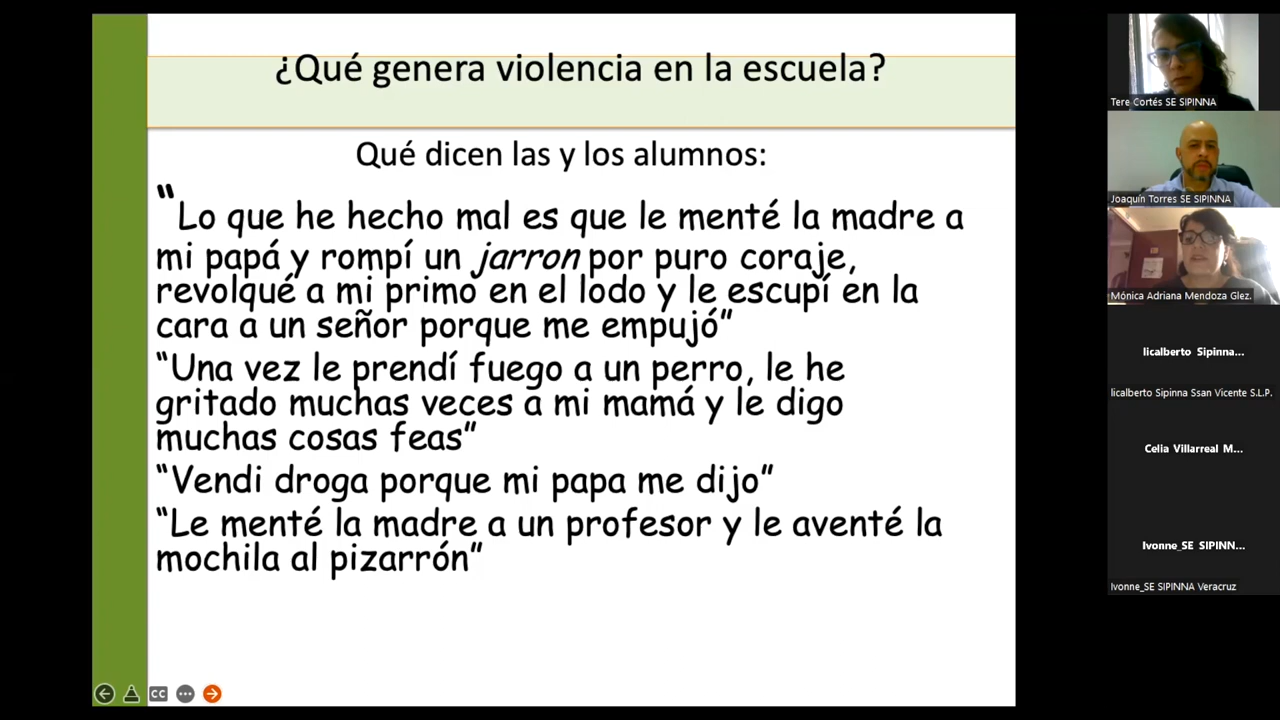 ¿Qué genera violencia en la escuela?
Qué dicen las y los alumnos:
“Lo que he hecho mal es que le menté la madre a
mi papá y rompí un jarron por puro coraje,
revolqué a mi primo en el lodo y le escupí en la
cara a un señor porque me empujó”
“Una vez le prendí fuego a un perro, le he
gritado muchas veces a mi mamá y le digo
muchas cosas feas”
“Vendi droga porque mi papa me dijo”
“Le menté la madre a un profesor y le aventé la
mochila al pizarrón”
CC
Tere Cortés SE SIPINNA
Joaquín Torres SE SIPINNA
Mónica Adriana Mendoza Glez.
licalberto Sipinna...
licalberto Sipinna Ssan Vicente S.L.P.
Celia Villarreal M...
Ivonne_SE SIPINN...
Ivonne_SE SIPINNA Veracruz